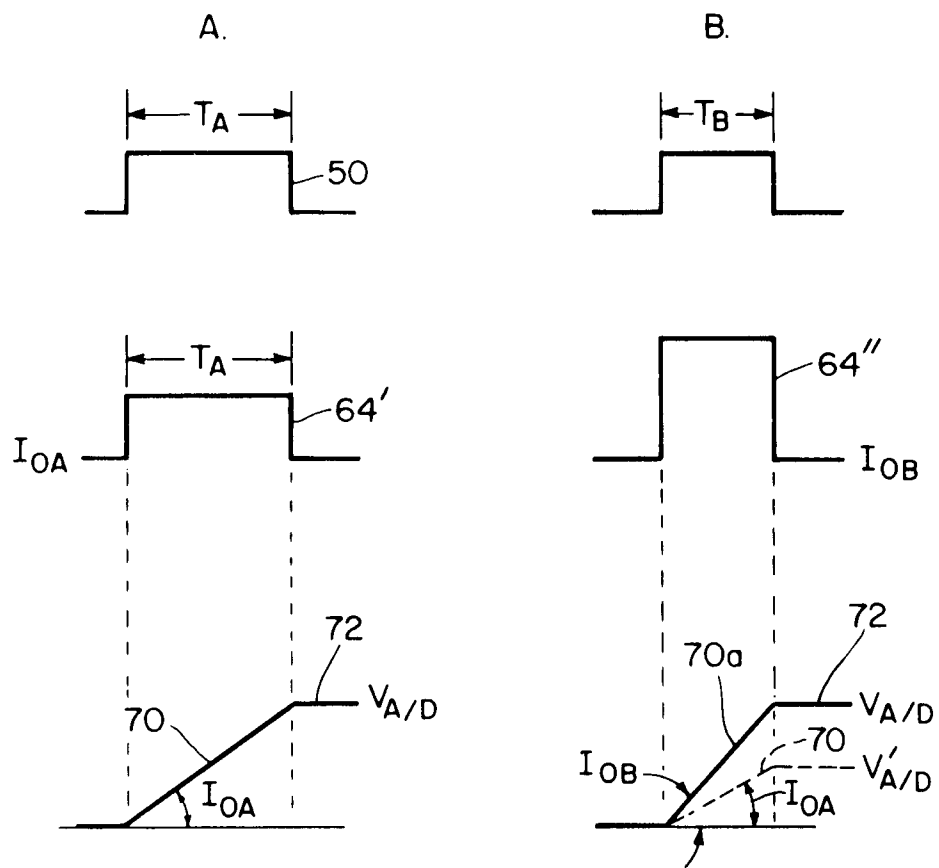 A.
B.
T_A
T_B
50
T_A
64'
64"
I_OA
I_OB
72
72
70a
70
V_A/D
V_A/D
70
I_OB
V'_A/D
I_OA
I_OA